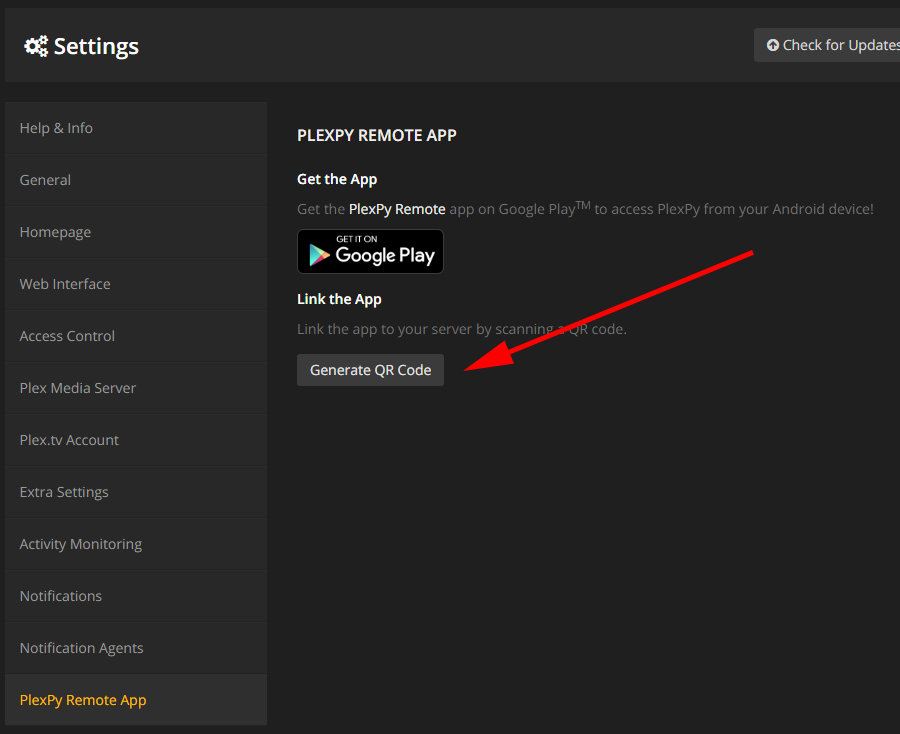 Settings
Check for Updates
Help & Info
General
Homepage
Web Interface
Access Control
Plex Media Server
Plex.tv Account
Extra Settings
Activity Monitoring
Notifications
Notification Agents
PlexPy Remote App
PLEXPY REMOTE APP
Get the App
Get the PlexPy Remote app on Google Play™ to access PlexPy from your Android device!
GET IT ON
Google Play
Link the App
Link the app to your server by scanning a QR code.
Generate QR Code